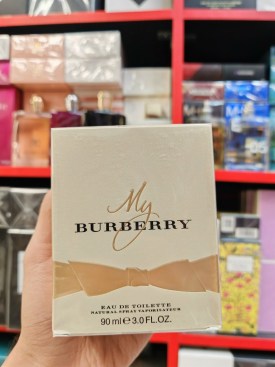 My
BURBERRY
EAU DE TOILETTE
NATURAL SPRAY VAPORISATEUR
90 ml ℮ 3.0 FL.OZ.